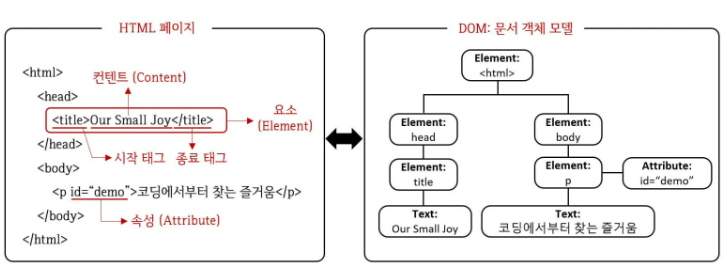 HTML 페이지
<html>
컨텐트 (Content)
<head>
<title>Our Small Joy</title>
요소
(Element)
</head>
시작 태그
종료 태그
<body>
<p id=“demo”>코딩에서부터 찾는 즐거움</p>
</body>
속성 (Attribute)
</html>
DOM: 문서 객체 모델
Element:
<html>
Element:
head
Element:
body
Element:
title
Element:
p
Attribute:
id=“demo”
Text:
Our Small Joy
Text:
코딩에서부터 찾는 즐거움